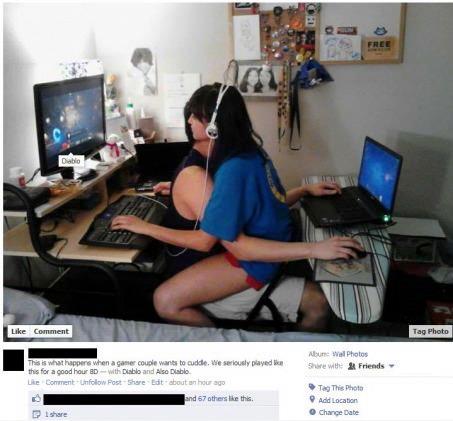 FREE
Diablo
Like Comment
Tag Photo
This is what happens when a gamer couple wants to cuddle. We seriously played like
this for a good hour 8D — with Diablo and Also Diablo.
Like · Comment · Unfollow Post · Share · Edit · about an hour ago
and 67 others like this.
1 share
Album: Wall Photos
Share with: Friends
Tag This Photo
Add Location
Change Date